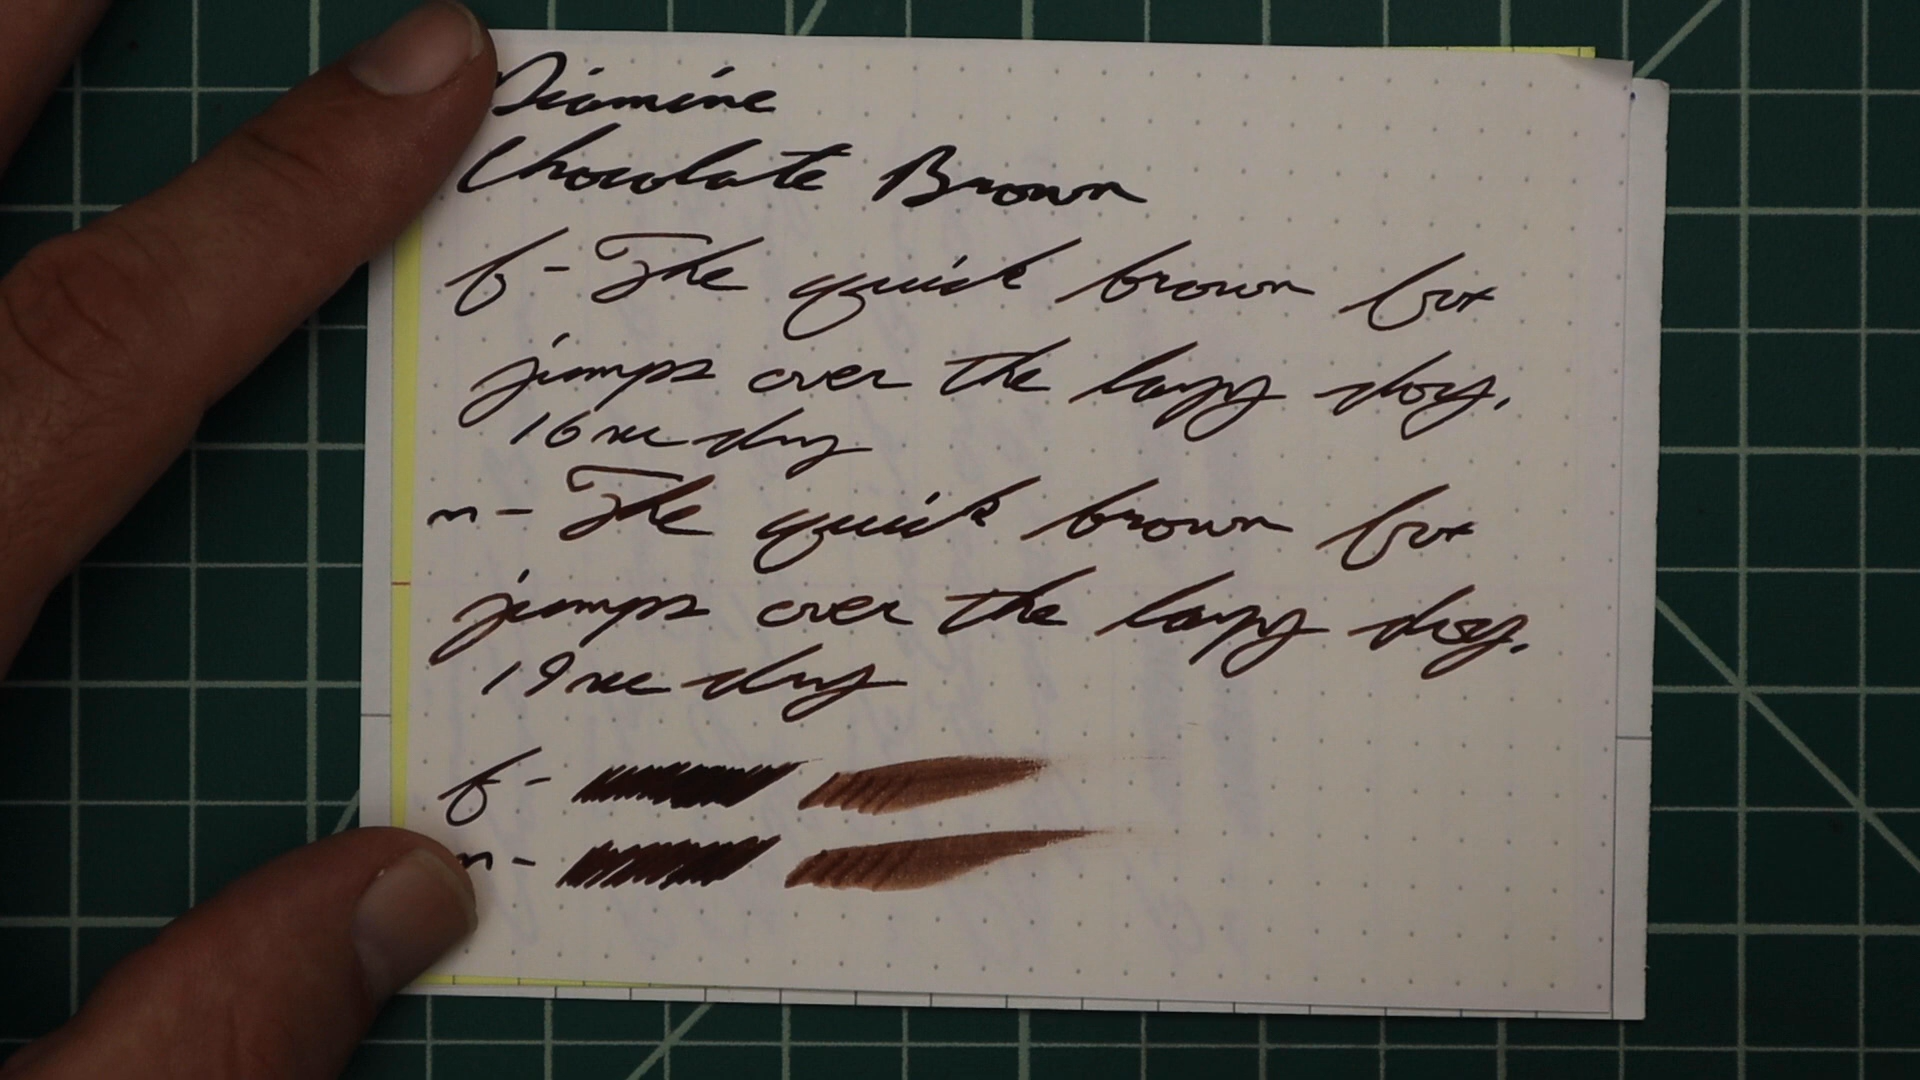 Diamine
Chocolate Brown
f - The quick brown fox
jumps over the lazy dog.
16 sec dry
m - The quick brown fox
jumps over the lazy dog.
19 sec dry
f -
m -